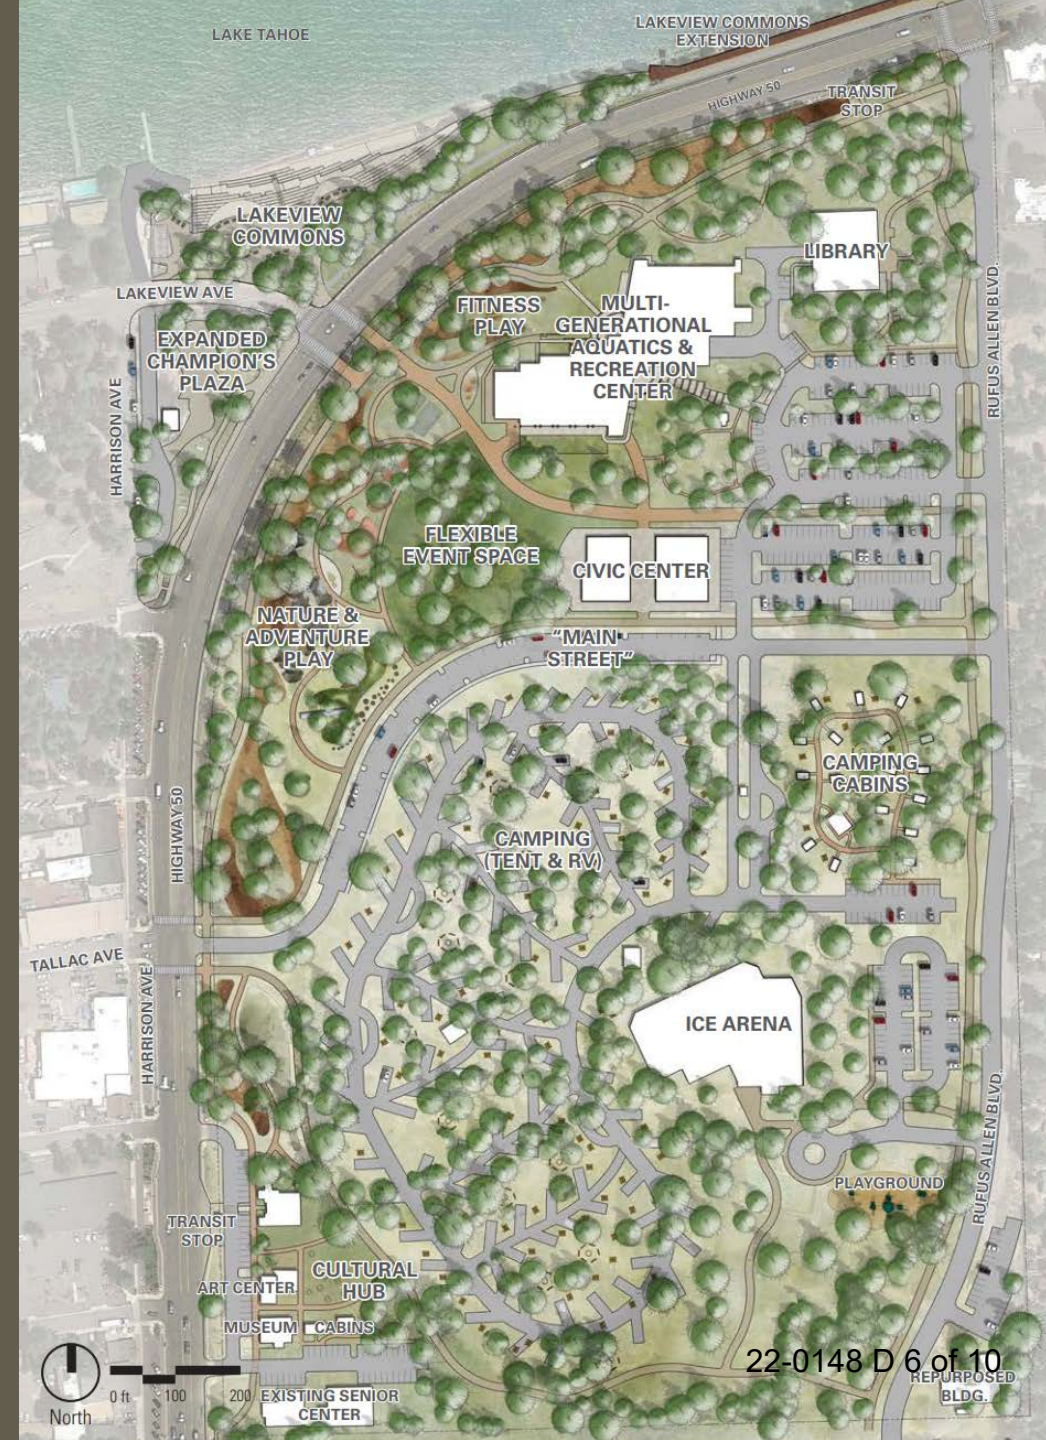 LAKE TAHOE
LAKEVIEW COMMONS
EXTENSION
HIGHWAY 50
TRANSIT
STOP
LAKEVIEW
COMMONS
LIBRARY
LAKEVIEW AVE
FITNESS
PLAY
MULTI-
GENERATIONAL
AQUATICS &
RECREATION
CENTER
RUFUS ALLEN BLVD.
EXPANDED
CHAMPION'S
PLAZA
HARRISON AVE
FLEXIBLE
EVENT SPACE
CIVIC CENTER
NATURE &
ADVENTURE
PLAY
"MAIN
STREET"
CAMPING
CABINS
HIGHWAY 50
CAMPING
(TENT & RV)
TALLAC AVE
HARRISON AVE
ICE ARENA
RUFUS ALLEN BLVD.
PLAYGROUND
TRANSIT
STOP
CULTURAL
HUB
ART CENTER
MUSEUM
CABINS
22-0148 D 6 of 10
REPURPOSED
BLDG.
EXISTING SENIOR
CENTER
0 ft 100 200
North